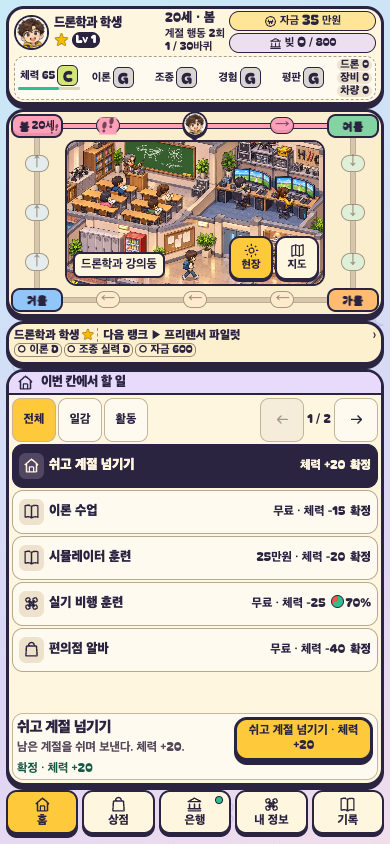 드론학과 학생
Lv 1
20세 · 봄
계절 행동 2회
1 / 30바퀴
자금 35 만원
빚 0 / 800
체력 65 C
이론 G
조종 G
경험 G
평판 G
드론 0
장비 0
차량 0
봄 20세
여름
드론학과 강의동
현장
지도
겨울
가을
드론학과 학생 다음 랭크 ▶ 프리랜서 파일럿 ›
이론 D
조종 실력 D
자금 600
이번 칸에서 할 일
전체
일감
활동
← 1 / 2 →
쉬고 계절 넘기기
체력 +20 확정
이론 수업
무료 · 체력 -15 확정
시뮬레이터 훈련
25만원 · 체력 -20 확정
실기 비행 훈련
무료 · 체력 -25 70%
편의점 알바
무료 · 체력 -40 확정
쉬고 계절 넘기기
남은 계절을 쉬며 보낸다. 체력 +20.
확정 · 체력 +20
쉬고 계절 넘기기 · 체력
+20
홈
상점
은행
내 정보
기록